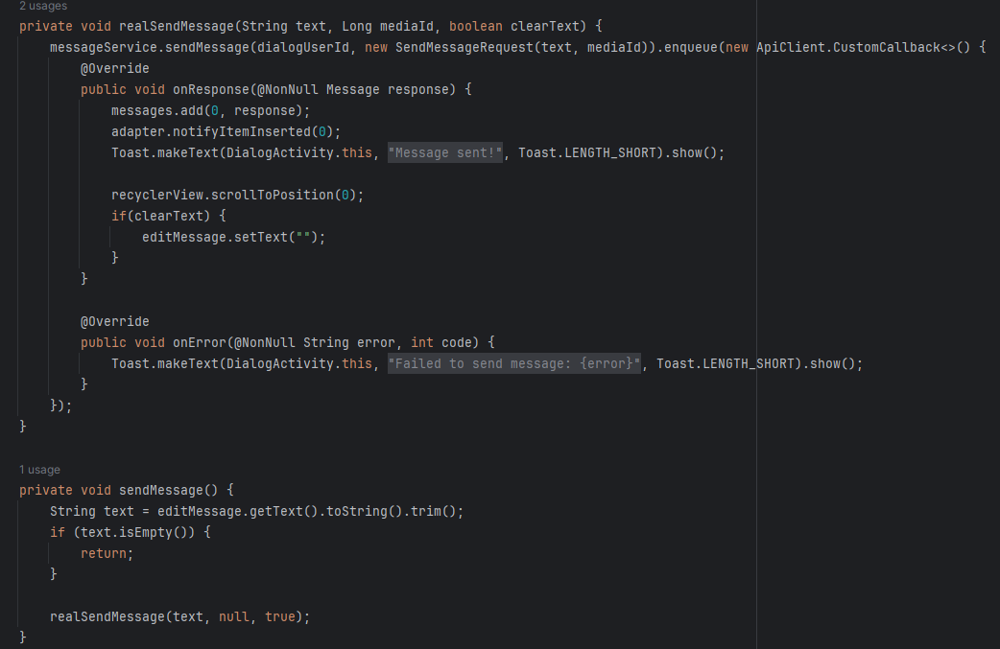 2 usages
private void realSendMessage(String text, Long mediaId, boolean clearText) {
    messageService.sendMessage(dialogUserId, new SendMessageRequest(text, mediaId)).enqueue(new ApiClient.CustomCallback<>() {
        @Override
        public void onResponse(@NonNull Message response) {
            messages.add(0, response);
            adapter.notifyItemInserted(0);
            Toast.makeText(DialogActivity.this, "Message sent!", Toast.LENGTH_SHORT).show();

            recyclerView.scrollToPosition(0);
            if(clearText) {
                editMessage.setText("");
            }
        }

        @Override
        public void onError(@NonNull String error, int code) {
            Toast.makeText(DialogActivity.this, "Failed to send message: {error}", Toast.LENGTH_SHORT).show();
        }
    });
}

1 usage
private void sendMessage() {
    String text = editMessage.getText().toString().trim();
    if (text.isEmpty()) {
        return;
    }

    realSendMessage(text, null, true);
}